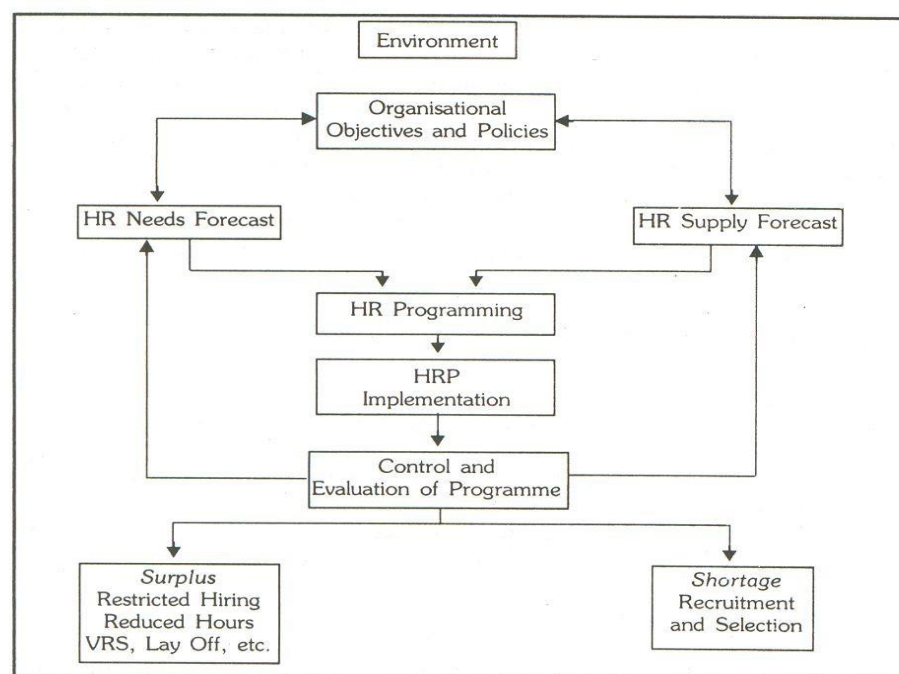 Environment
Organisational
Objectives and Policies
HR Needs Forecast
HR Supply Forecast
HR Programming
HRP
Implementation
Control and
Evaluation of Programme
Surplus
Restricted Hiring
Reduced Hours
VRS, Lay Off, etc.
Shortage
Recruitment
and Selection